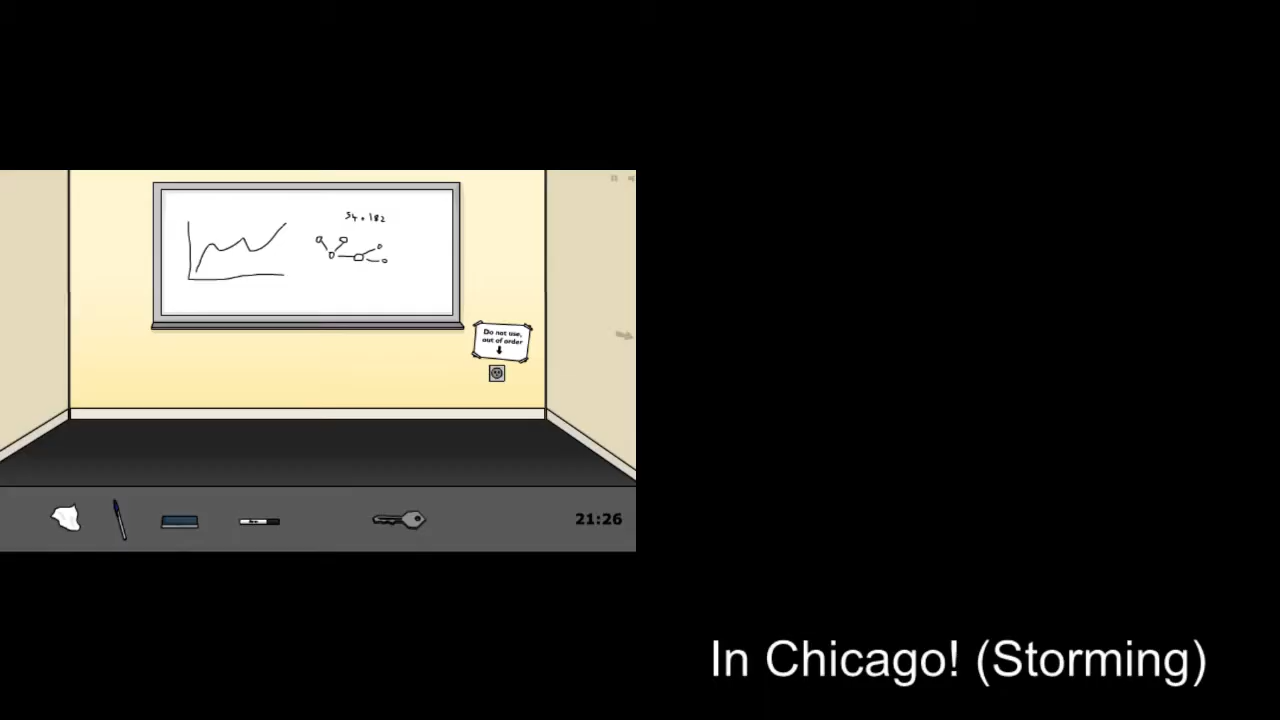 54+182
Do not use,
out of order
21:26
In Chicago! (Storming)